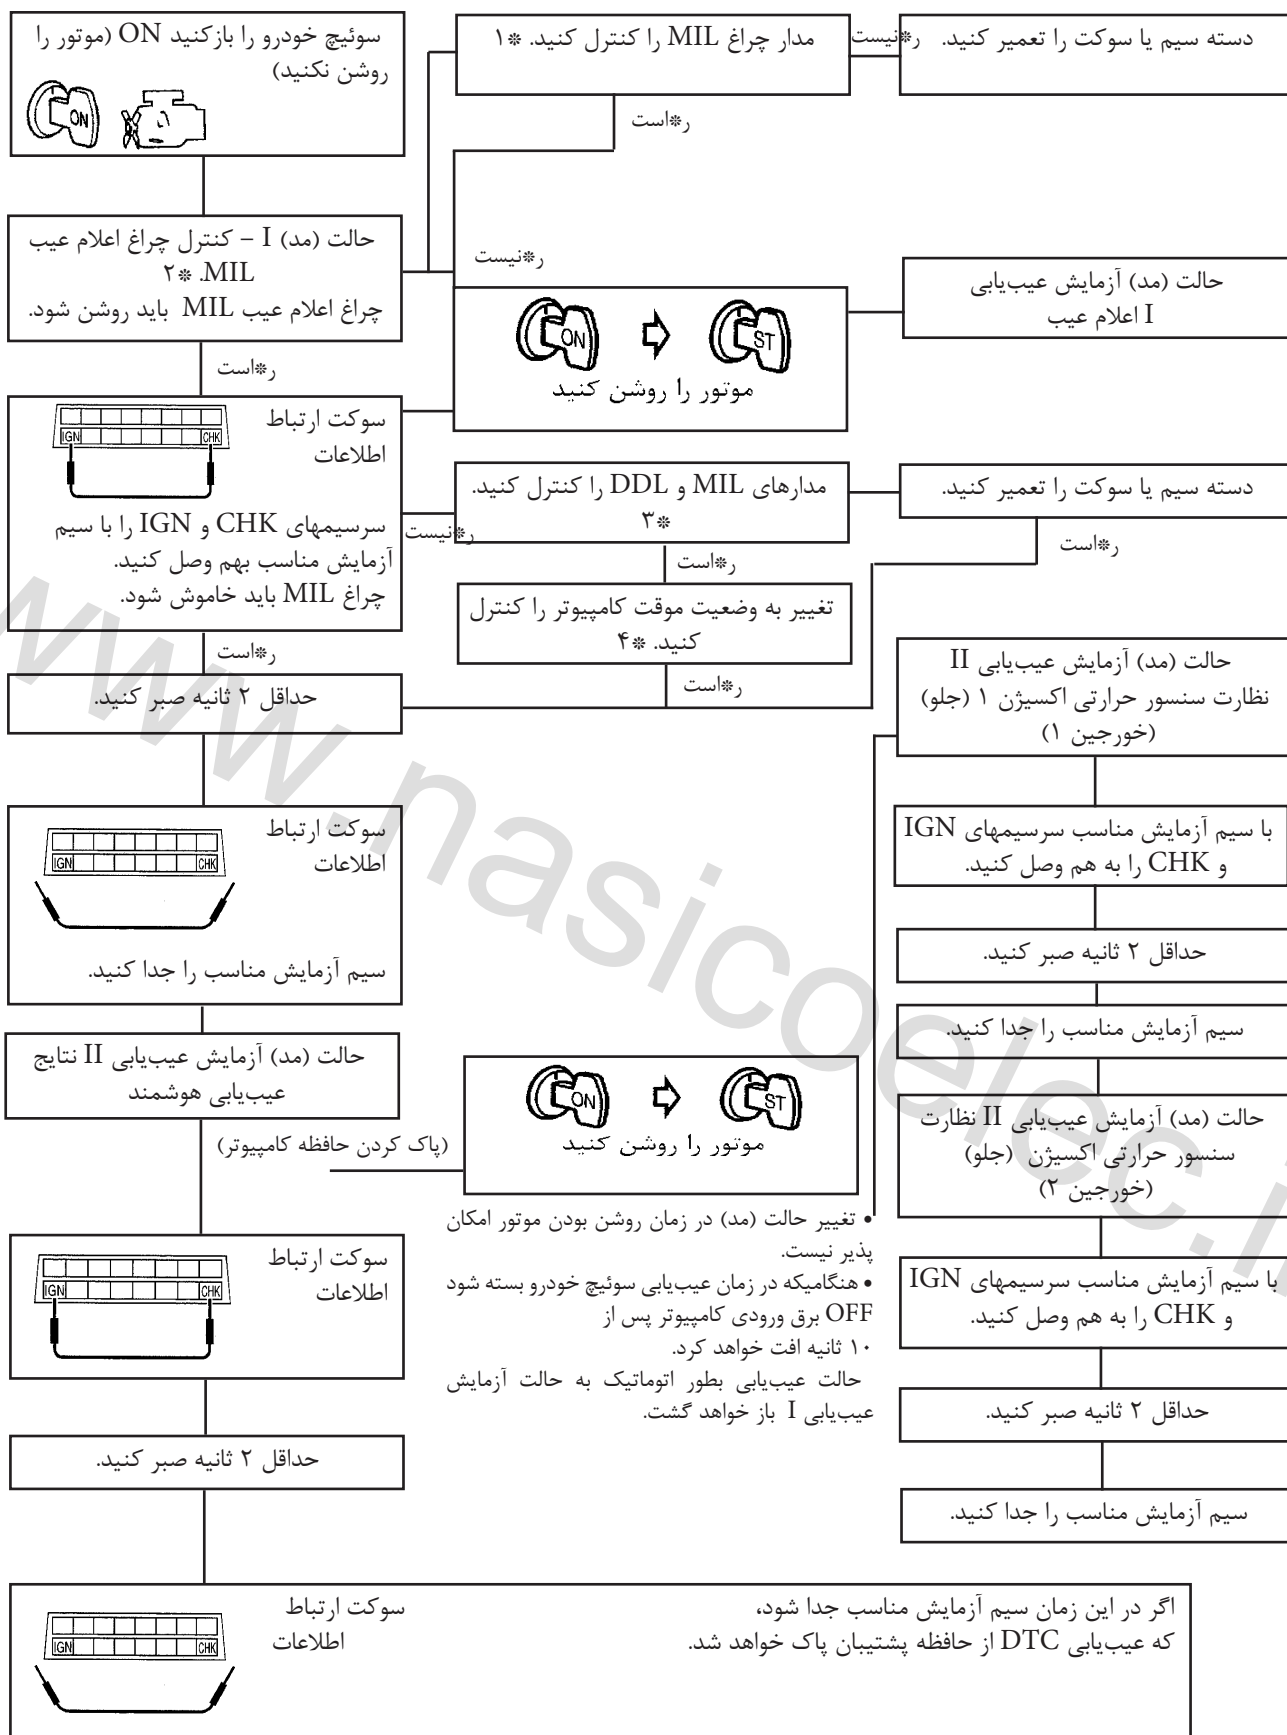 سوئیچ خودرو را بازکنید ON (موتور را
روشن نکنید)
ON
مدار چراغ MIL را کنترل کنید. *۱
ر*نیست
دسته سیم یا سوکت را تعمیر کنید.
ر*است
حالت (مد) I – کنترل چراغ اعلام عیب
MIL. *۲
چراغ اعلام عیب MIL باید روشن شود.
ر*نیست
ON
ST
موتور را روشن کنید
حالت (مد) آزمایش عیب‌یابی
I اعلام عیب
ر*است
سوکت ارتباط
اطلاعات
IGN
CHK
سرسیمهای CHK و IGN را با سیم
آزمایش مناسب بهم وصل کنید.
چراغ MIL باید خاموش شود.
ر*نیست
مدارهای MIL و DDL را کنترل کنید.
*۳
دسته سیم یا سوکت را تعمیر کنید.
ر*است
ر*است
تغییر به وضعیت موقت کامپیوتر را کنترل
کنید. *۴
ر*است
ر*است
حداقل ۲ ثانیه صبر کنید.
سوکت ارتباط
اطلاعات
IGN
CHK
سیم آزمایش مناسب را جدا کنید.
حالت (مد) آزمایش عیب‌یابی II نتایج
عیب‌یابی هوشمند
(پاک کردن حافظه کامپیوتر)
ON
ST
موتور را روشن کنید
• تغییر حالت (مد) در زمان روشن بودن موتور امکان
پذیر نیست.
• هنگامیکه در زمان عیب‌یابی سوئیچ خودرو بسته شود
OFF برق ورودی کامپیوتر پس از
۱۰ ثانیه افت خواهد کرد.
حالت عیب‌یابی بطور اتوماتیک به حالت آزمایش
عیب‌یابی I باز خواهد گشت.
حالت (مد) آزمایش عیب‌یابی II
نظارت سنسور حرارتی اکسیژن ۱ (جلو)
(خورجین ۱)
با سیم آزمایش مناسب سرسیمهای IGN
و CHK را به هم وصل کنید.
حداقل ۲ ثانیه صبر کنید.
سیم آزمایش مناسب را جدا کنید.
حالت (مد) آزمایش عیب‌یابی II نظارت
سنسور حرارتی اکسیژن (جلو)
(خورجین ۲)
با سیم آزمایش مناسب سرسیمهای IGN
و CHK را به هم وصل کنید.
حداقل ۲ ثانیه صبر کنید.
سیم آزمایش مناسب را جدا کنید.
سوکت ارتباط
اطلاعات
IGN
CHK
حداقل ۲ ثانیه صبر کنید.
اگر در این زمان سیم آزمایش مناسب جدا شود،
که عیب‌یابی DTC از حافظه پشتیبان پاک خواهد شد.
سوکت ارتباط
اطلاعات
IGN
CHK
www.nasicoelec.i